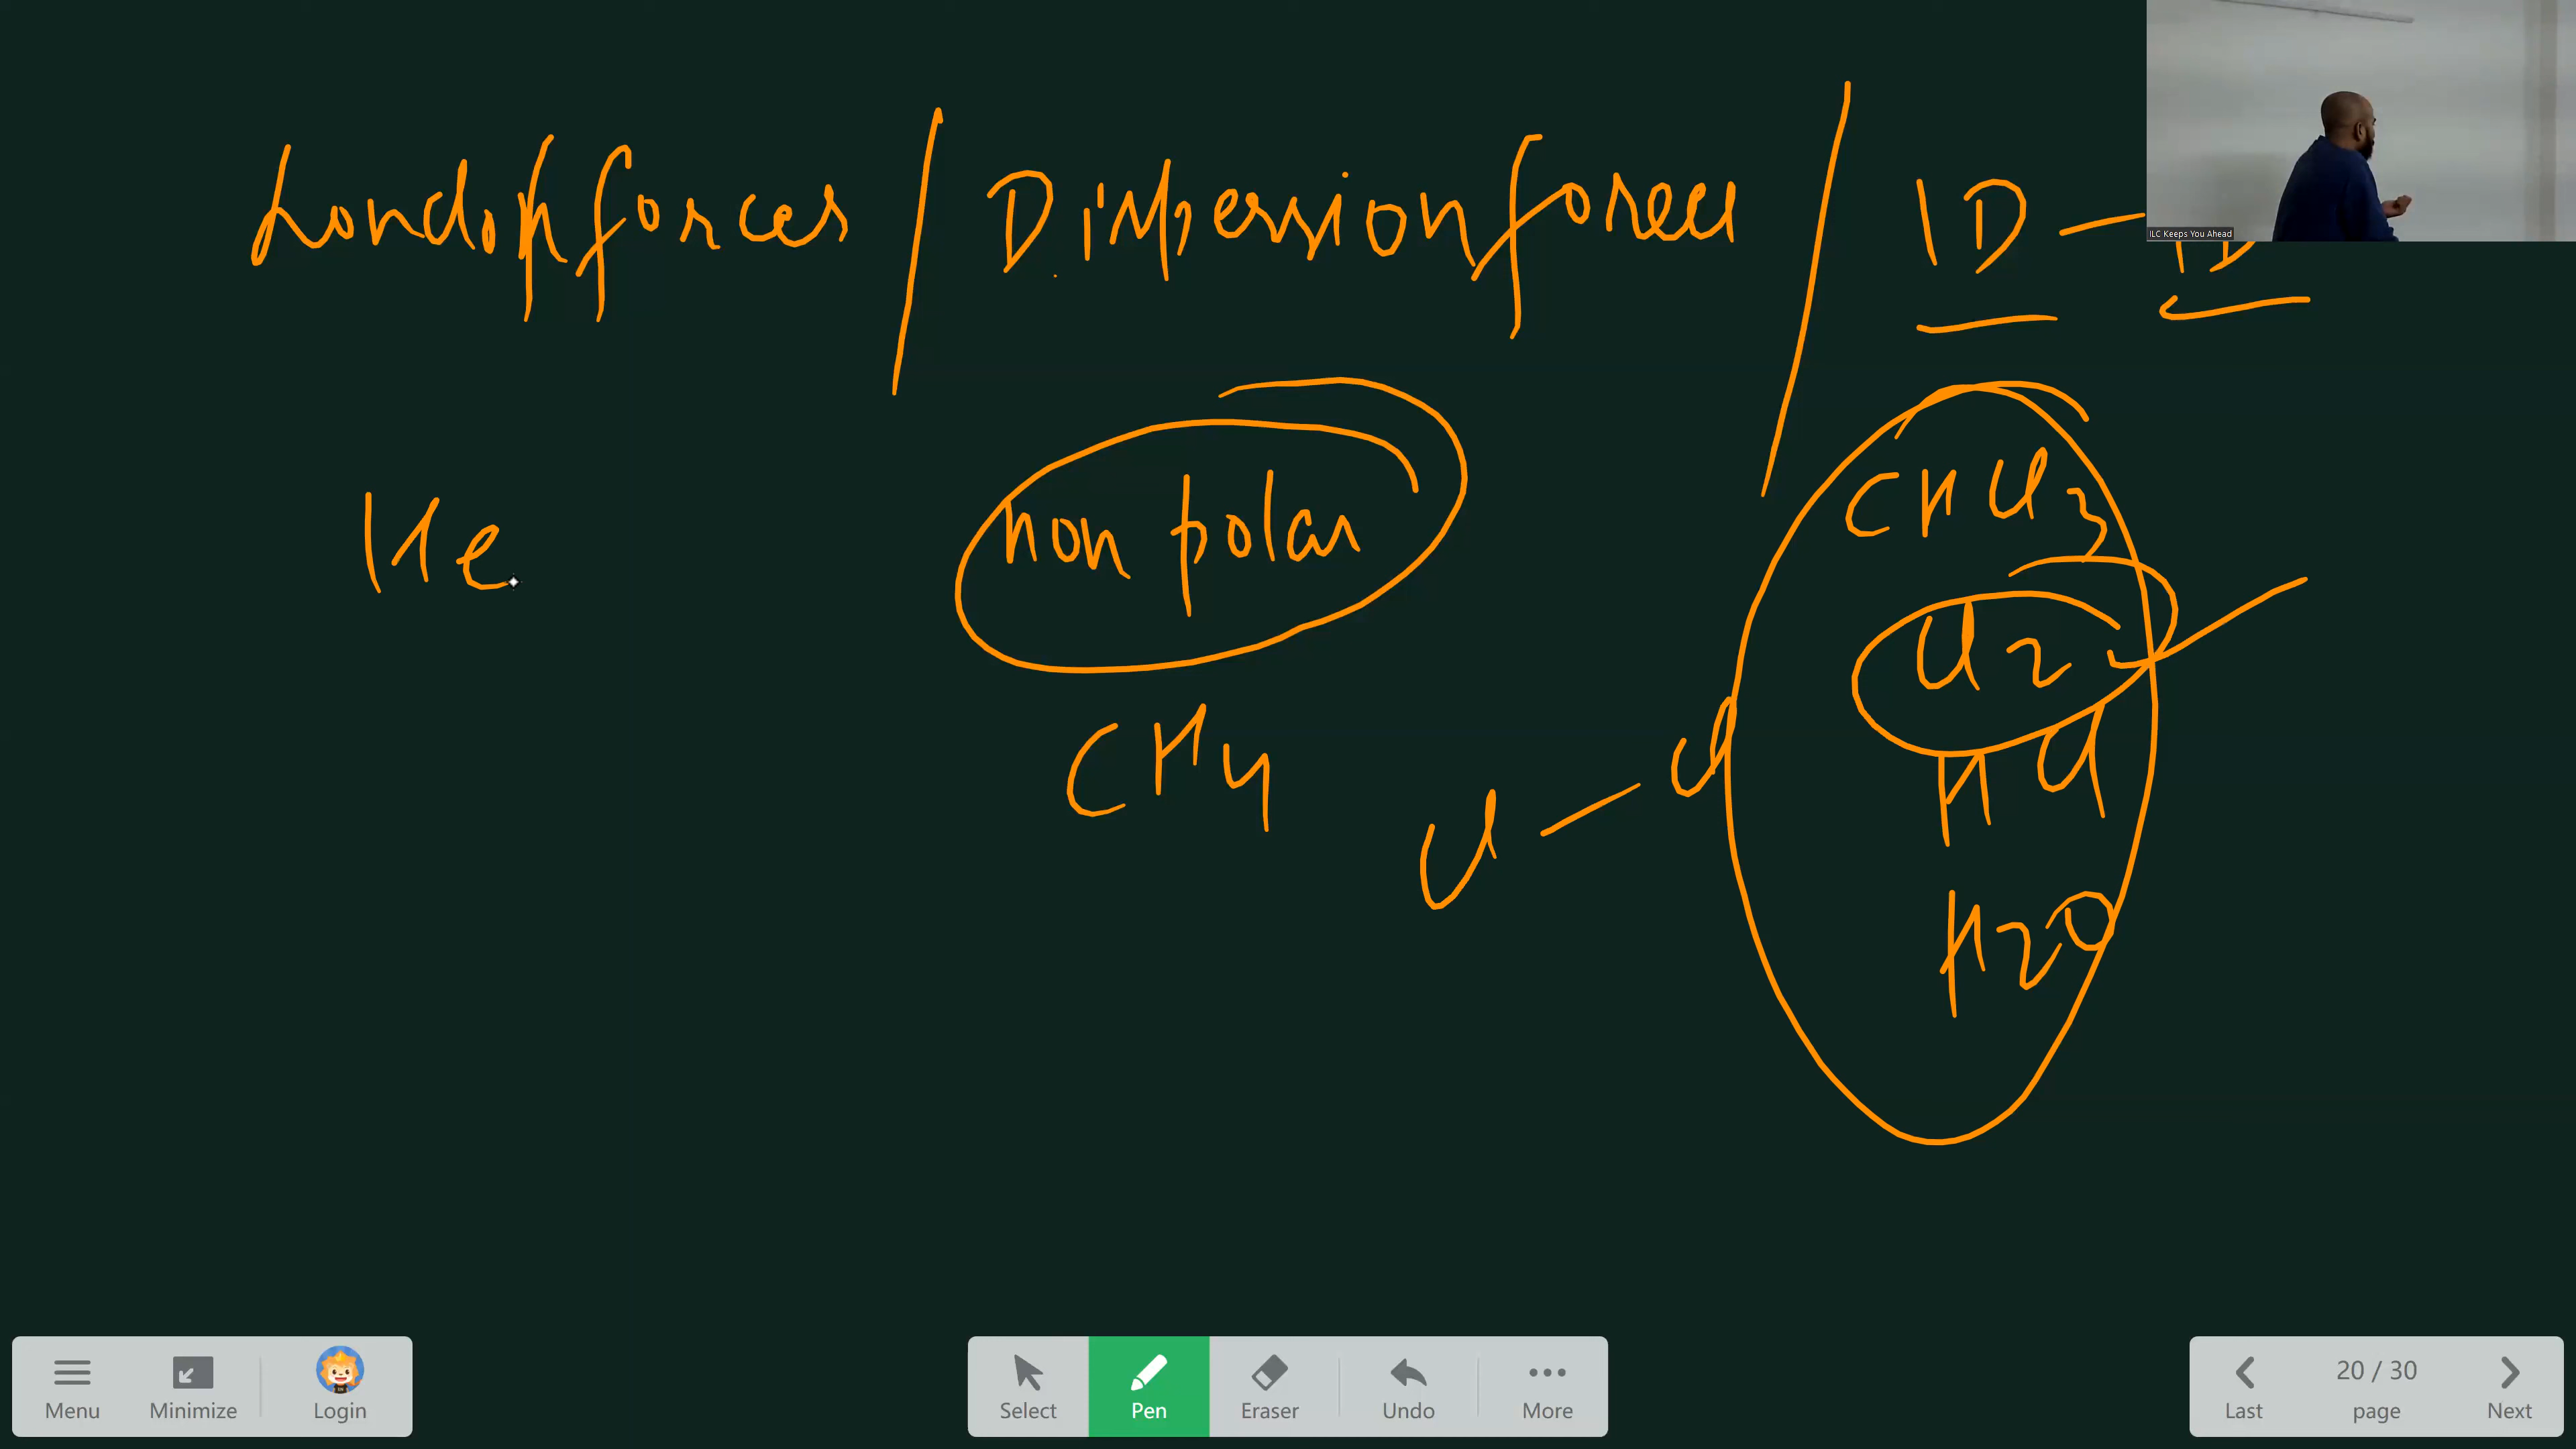 London forces / Dispersion forces / ID - ID
ILC Keeps You Ahead
He
non polar
CHCl3
Cl2
CH4
Cl - Cl
HCl
H2O
Menu
Minimize
Login
Select
Pen
Eraser
Undo
More
Last
20 / 30
page
Next